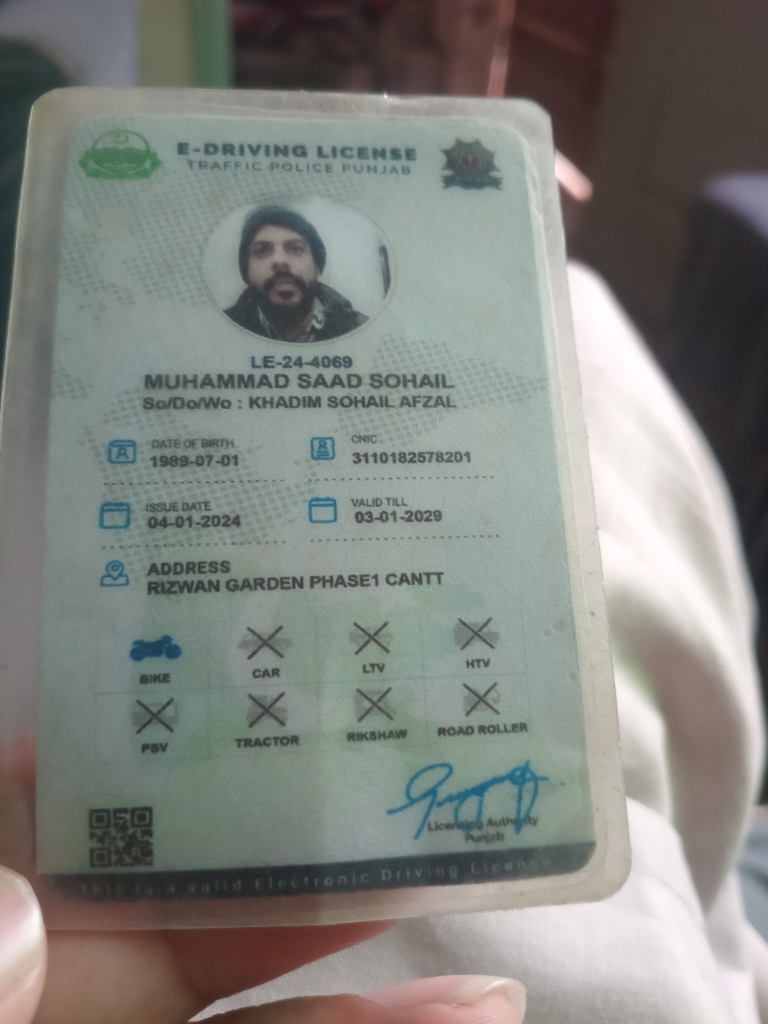 E-DRIVING LICENSE
TRAFFIC POLICE PUNJAB
LE-24-4069
MUHAMMAD SAAD SOHAIL
So/Do/Wo : KHADIM SOHAIL AFZAL
DATE OF BIRTH
1989-07-01
CNIC
3110182578201
ISSUE DATE
04-01-2024
VALID TILL
03-01-2029
ADDRESS
RIZWAN GARDEN PHASE1 CANTT
BIKE CAR LTV HTV
PSV TRACTOR RIKSHAW ROAD ROLLER
Licensing Authority
Punjab
This is a valid Electronic Driving License